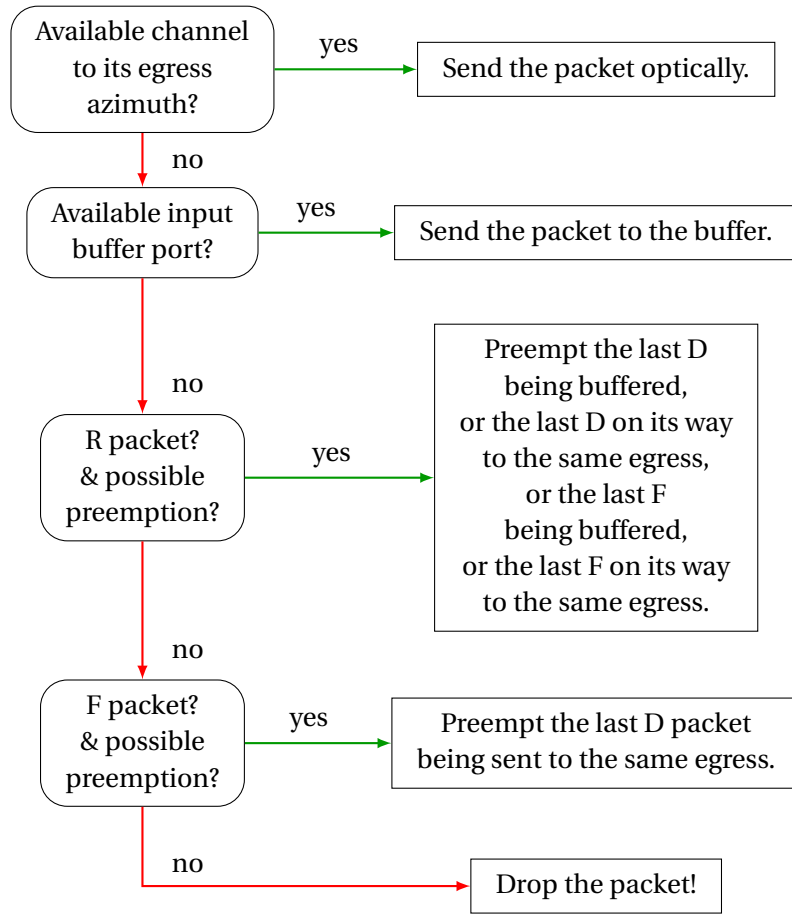 Available channel
to its egress
azimuth?
yes
Send the packet optically.
no
Available input
buffer port?
yes
Send the packet to the buffer.
no
R packet?
& possible
preemption?
yes
Preempt the last D
being buffered,
or the last D on its way
to the same egress,
or the last F
being buffered,
or the last F on its way
to the same egress.
no
F packet?
& possible
preemption?
yes
Preempt the last D packet
being sent to the same egress.
no
Drop the packet!